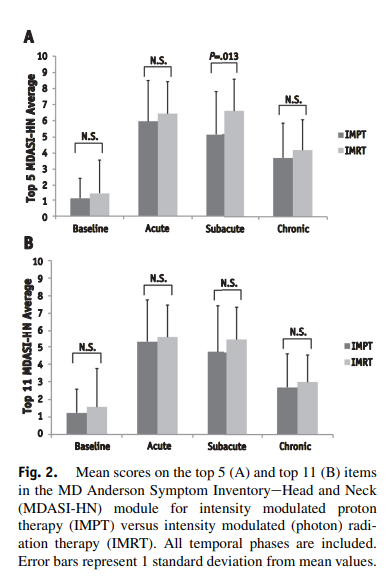 A
Top 5 MDASI-HN Average
10
9
8
7
6
5
4
3
2
1
0
N.S.
N.S.
P=.013
N.S.
IMPT
IMRT
Baseline
Acute
Subacute
Chronic
B
Top 11 MDASI-HN Average
10
9
8
7
6
5
4
3
2
1
0
N.S.
N.S.
N.S.
N.S.
IMPT
IMRT
Baseline
Acute
Subacute
Chronic
Fig. 2. Mean scores on the top 5 (A) and top 11 (B) items
in the MD Anderson Symptom Inventory–Head and Neck
(MDASI-HN) module for intensity modulated proton
therapy (IMPT) versus intensity modulated (photon) radi-
ation therapy (IMRT). All temporal phases are included.
Error bars represent 1 standard deviation from mean values.